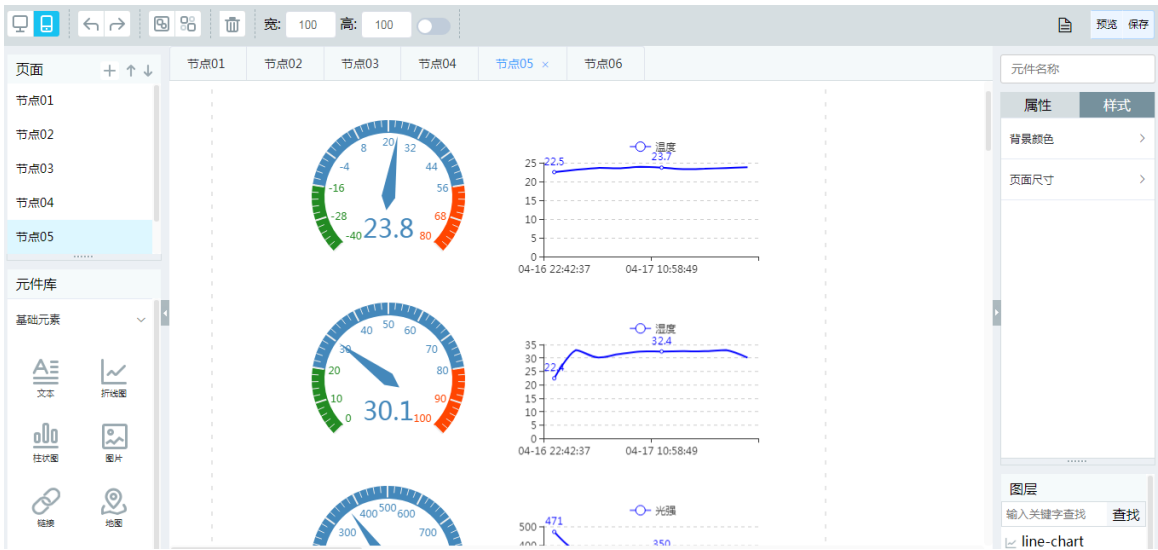 宽: 100 高: 100 预览 保存
页面
节点01
节点02
节点03
节点04
节点05
元件库
基础元素
文本 折线图
柱状图 图片
链接 地图
节点01 节点02 节点03 节点04 节点05 × 节点06
-40 -28 -16 -4 8 20 32 44 56 68 80
23.8
温度
22.5 23.7
25
20
15
10
5
0
04-16 22:42:37 04-17 10:58:49
0 10 20 30 40 50 60 70 80 90 100
30.1
湿度
22.4 32.4
35
30
25
20
15
10
5
0
04-16 22:42:37 04-17 10:58:49
300 400 500 600 700
光强
471 350
500
400
元件名称
属性 样式
背景颜色
页面尺寸
图层
输入关键字查找 查找
line-chart